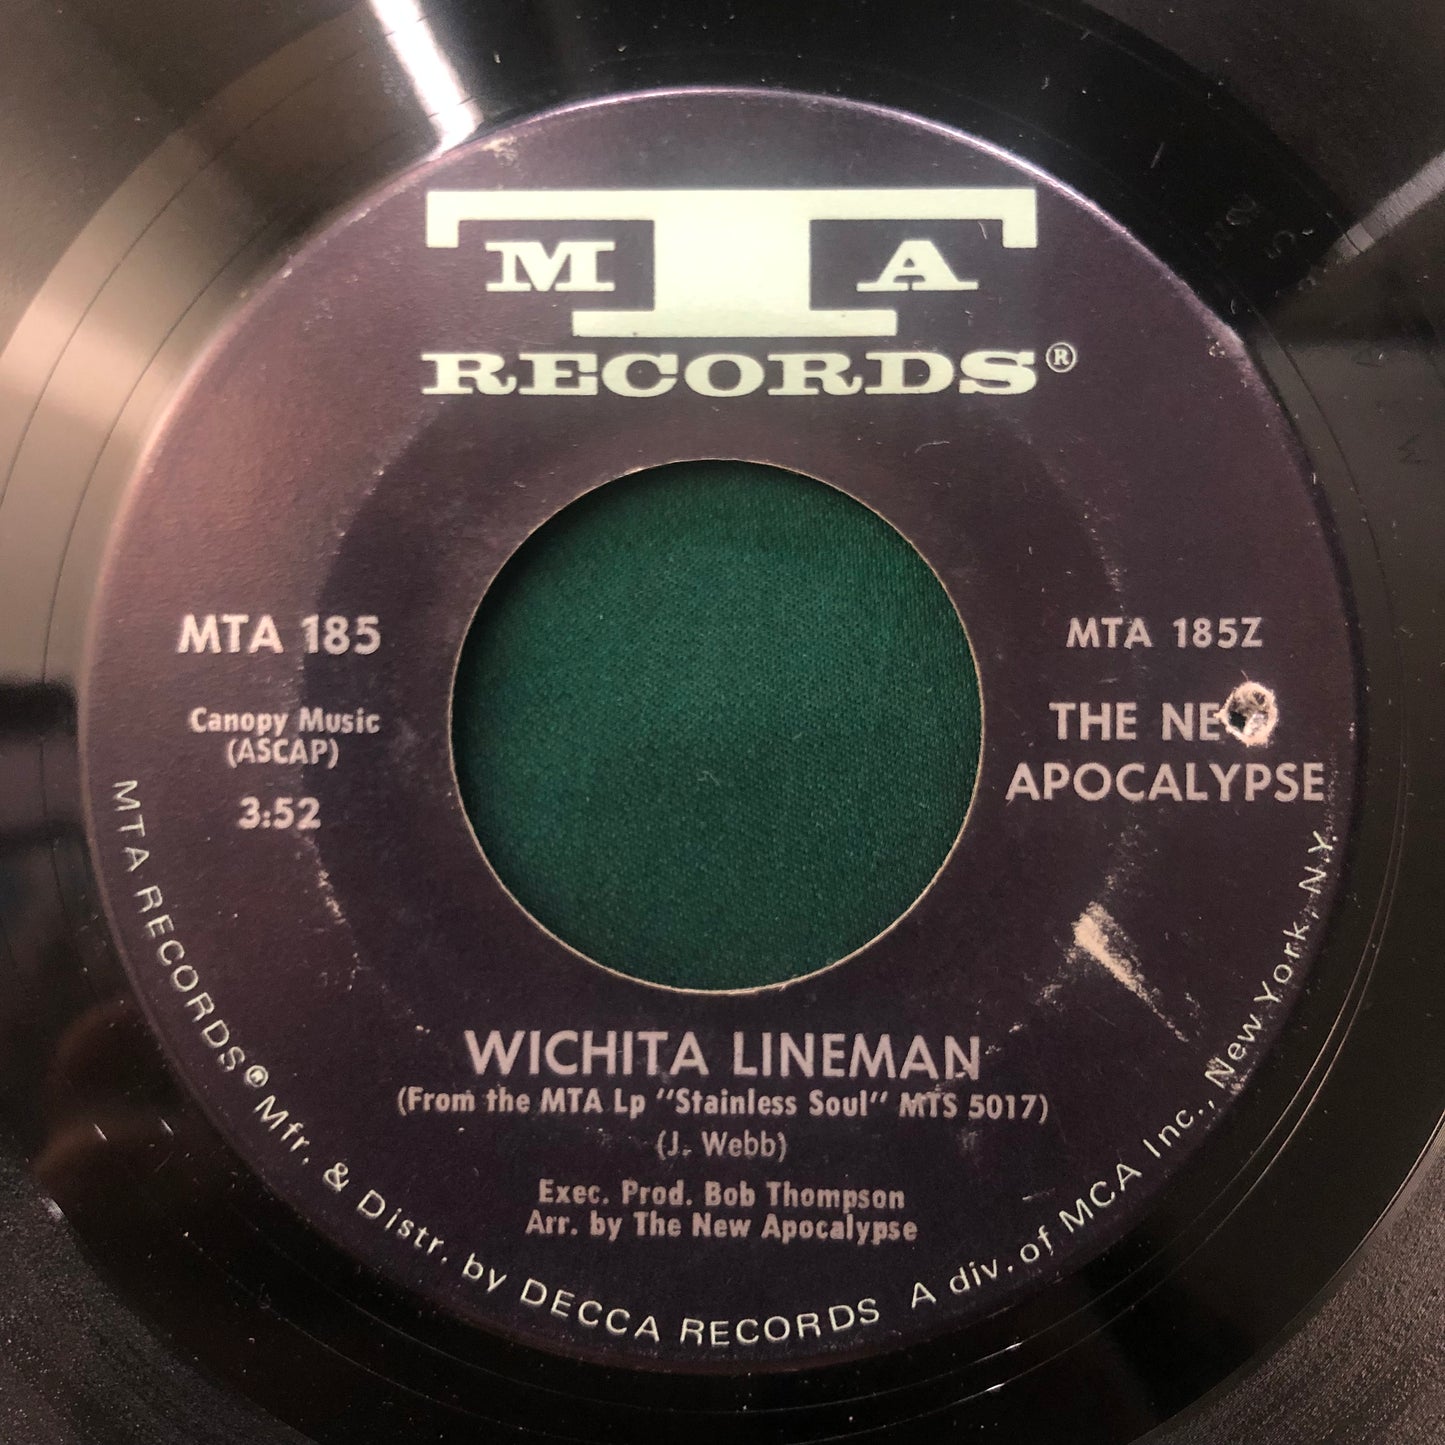 MTA
RECORDS®
MTA 185
Canopy Music
(ASCAP)
3:52
MTA 185Z
THE NE
APOCALYPSE
WICHITA LINEMAN
(From the MTA Lp "Stainless Soul" MTS 5017)
(J. Webb)
Exec. Prod. Bob Thompson
Arr. by The New Apocalypse
MTA RECORDS® Mfr. & Distr. by DECCA RECORDS A div. of MCA Inc., New York, N.Y.